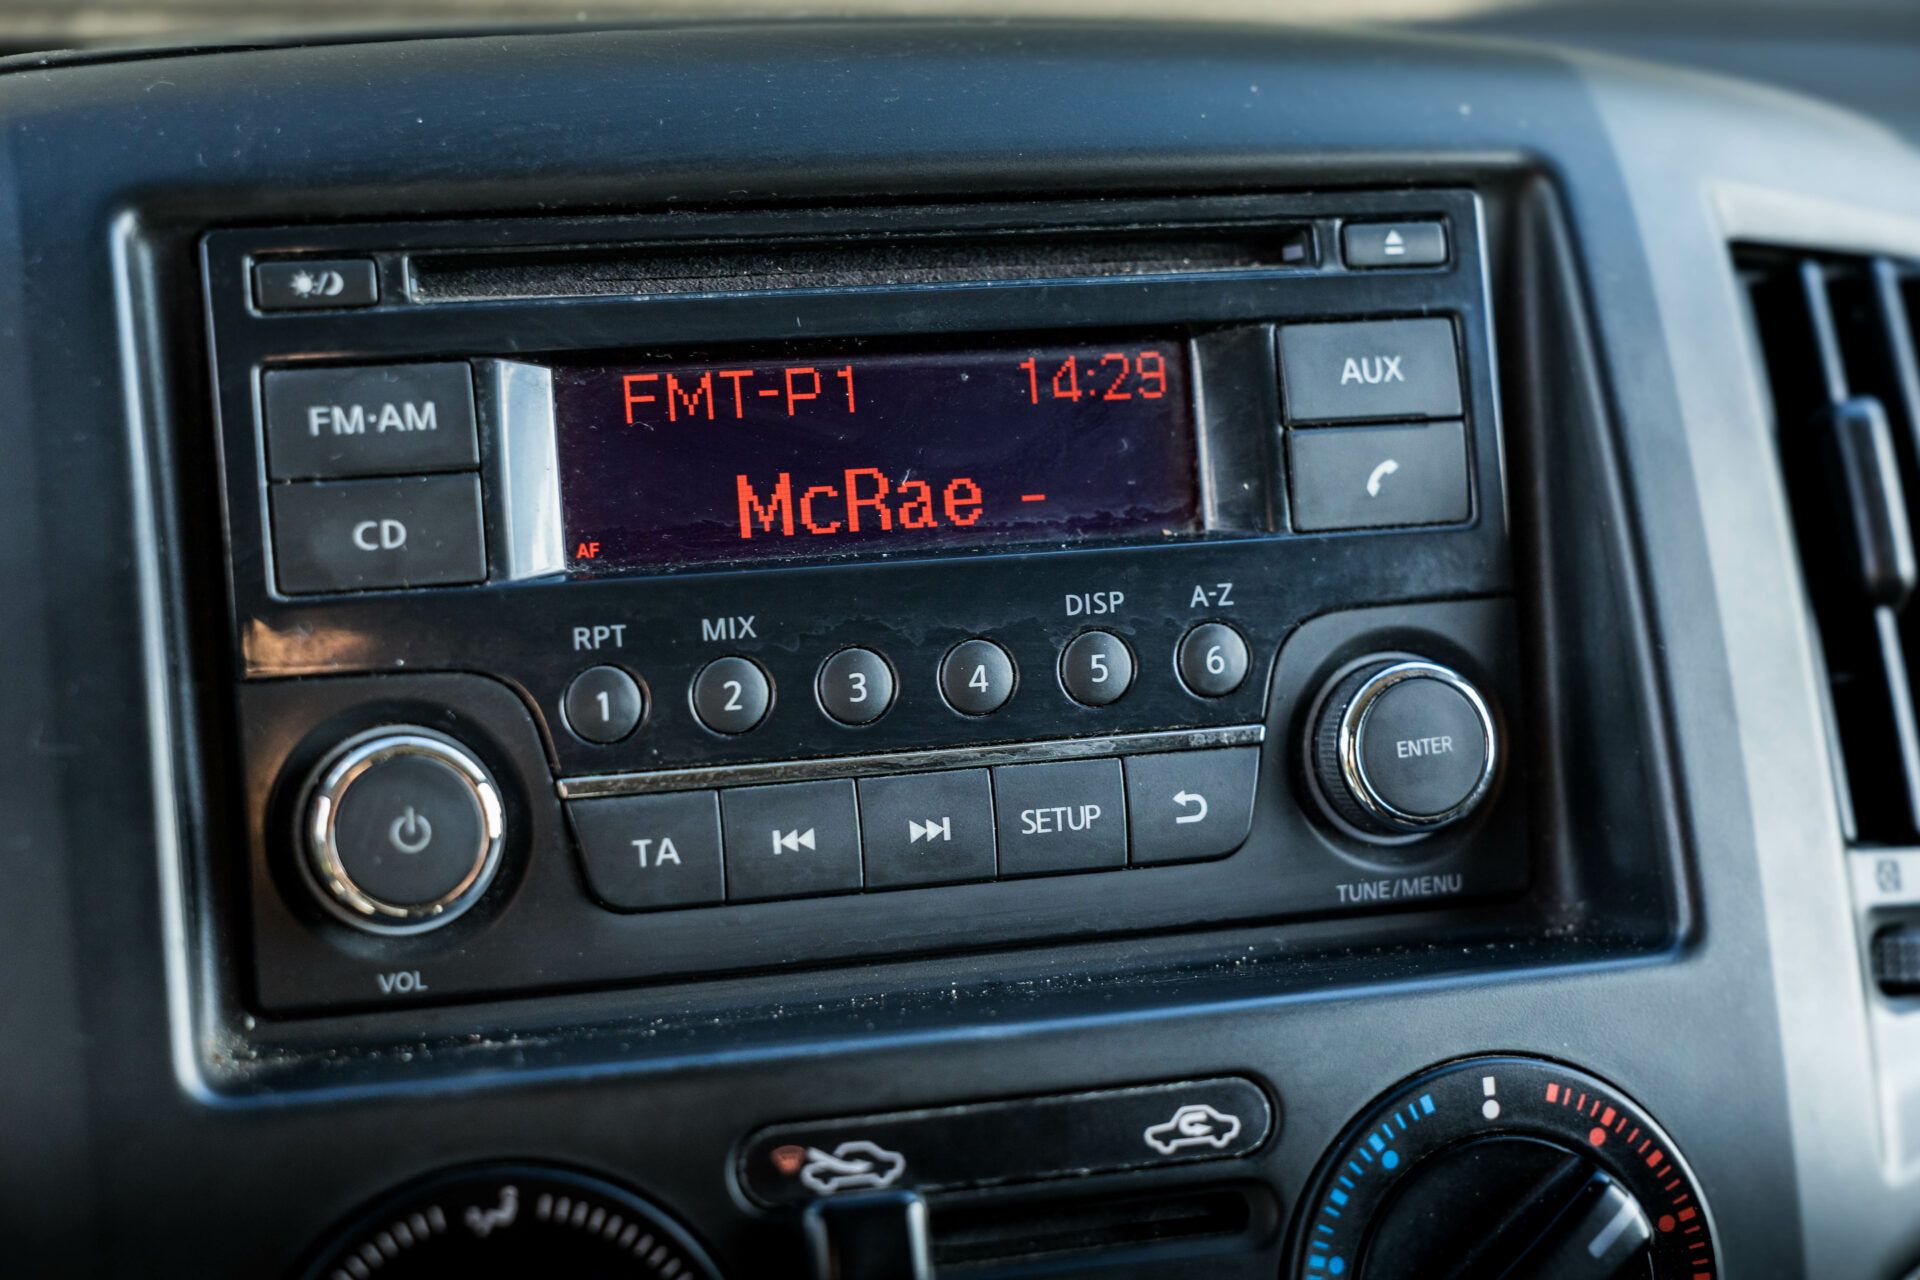 FMT-P1 14:29
McRae -
AF
FM·AM
CD
AUX
RPT MIX DISP A-Z
1 2 3 4 5 6
TA SETUP
ENTER
VOL
TUNE/MENU